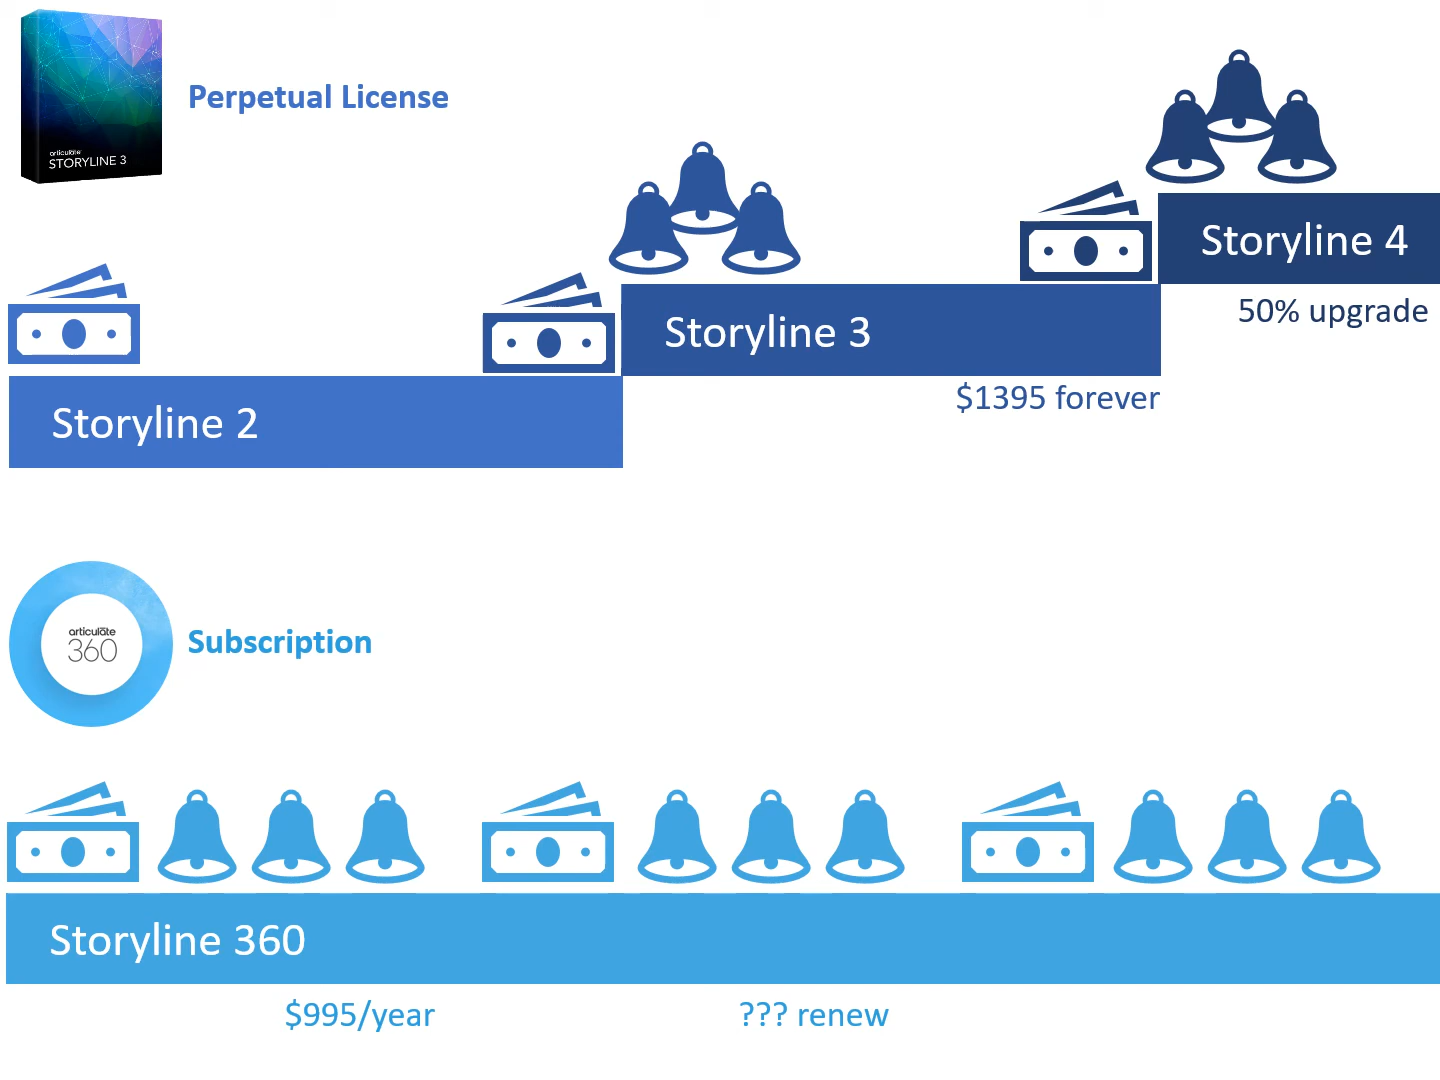 Perpetual License
articulate
STORYLINE 3
Storyline 4
50% upgrade
Storyline 3
$1395 forever
Storyline 2
articulate
360
Subscription
Storyline 360
$995/year
??? renew